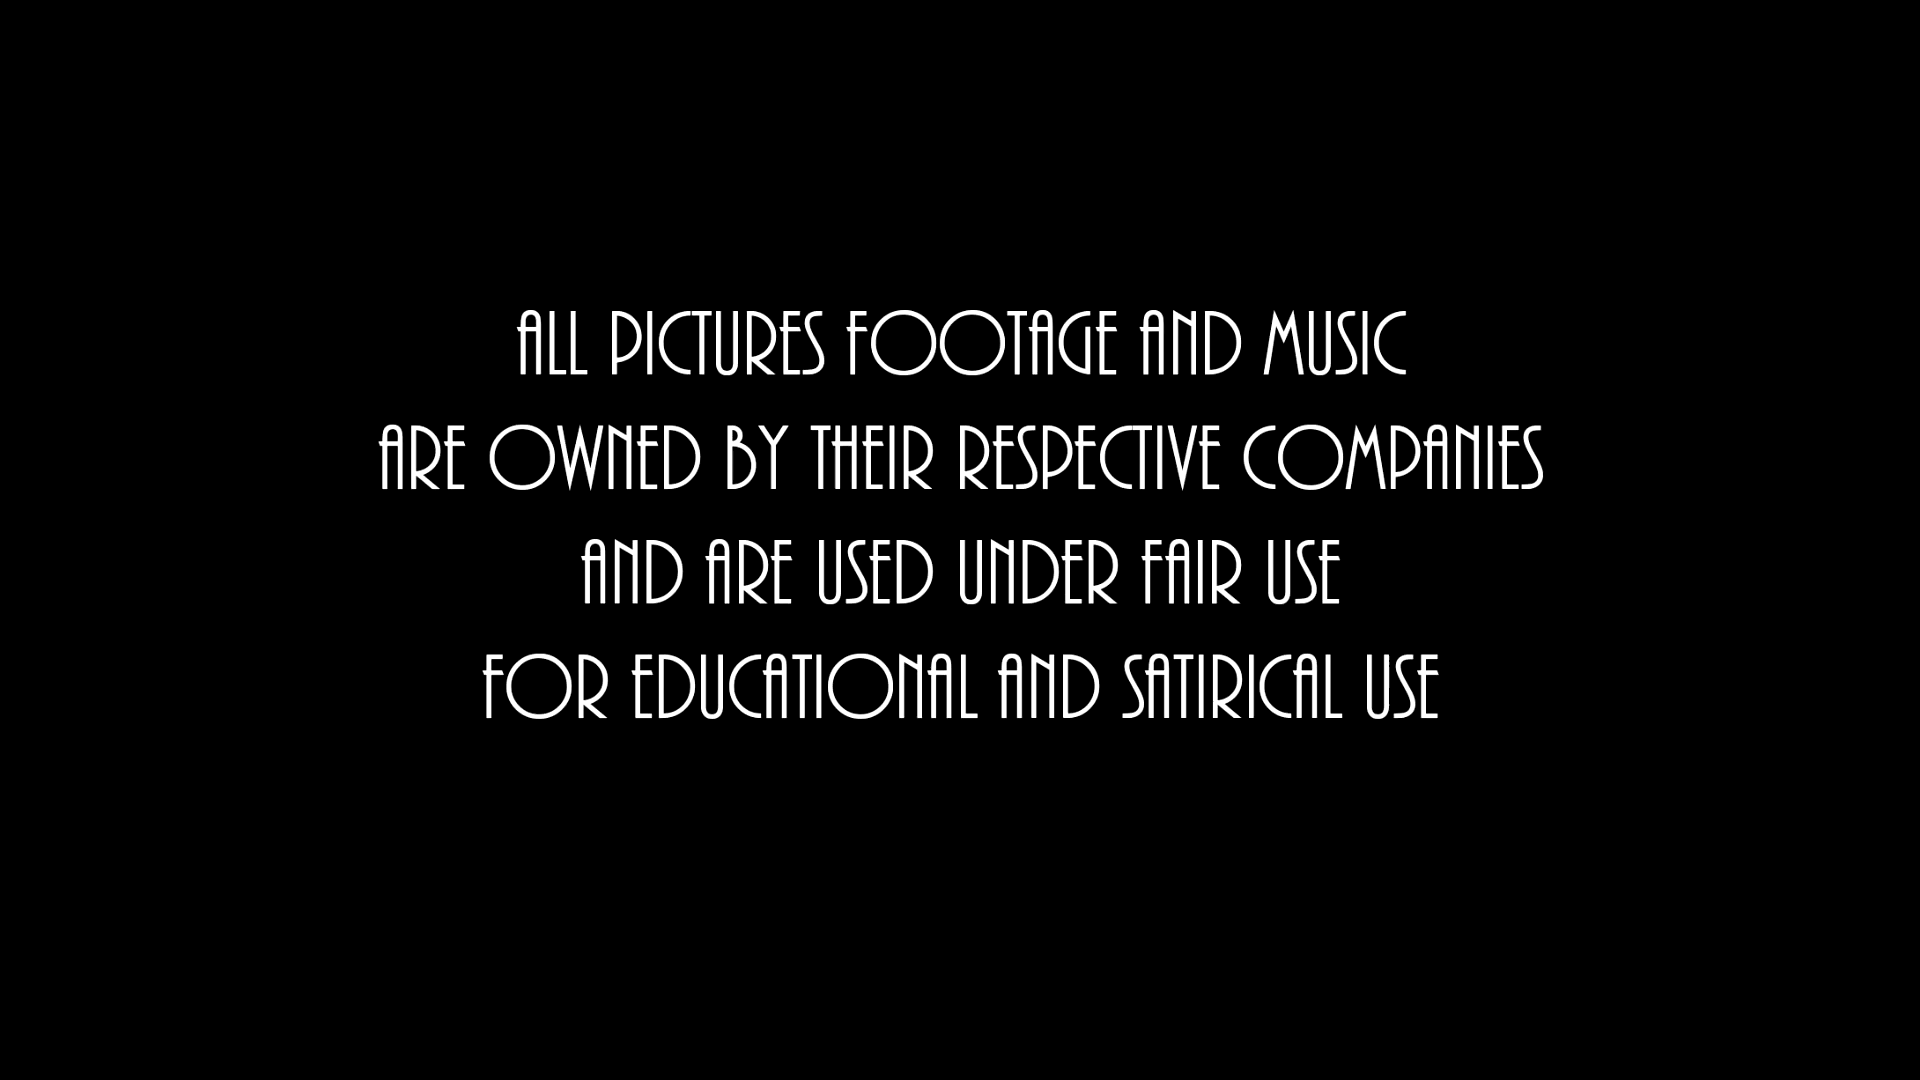 ALL PICTURES FOOTAGE AND MUSIC
ARE OWNED BY THEIR RESPECTIVE COMPANIES
AND ARE USED UNDER FAIR USE
FOR EDUCATIONAL AND SATIRICAL USE